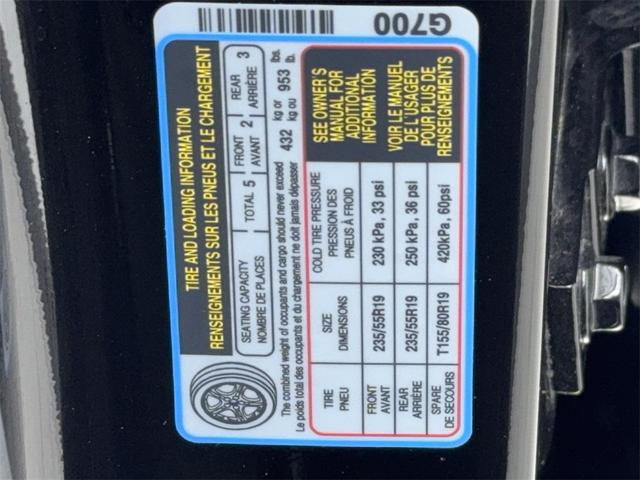 G700
TIRE AND LOADING INFORMATION
RENSEIGNEMENTS SUR LES PNEUS ET LE CHARGEMENT
SEATING CAPACITY TOTAL 5 FRONT 2 REAR 3
NOMBRE DE PLACES AVANT ARRIÈRE
The combined weight of occupants and cargo should never exceed 432 kg or 953 lbs.
Le poids total des occupants et du chargement ne doit jamais dépasser kg ou lb.
TIRE SIZE COLD TIRE PRESSURE
PNEU DIMENSIONS PRESSION DES
PNEUS À FROID
FRONT 235/55R19 230 kPa, 33 psi
AVANT
REAR 235/55R19 250 kPa, 36 psi
ARRIÈRE
SPARE T155/80R19 420kPa, 60psi
DE SECOURS
SEE OWNER'S
MANUAL FOR
ADDITIONAL
INFORMATION
VOIR LE MANUEL
DE L'USAGER
POUR PLUS DE
RENSEIGNEMENTS